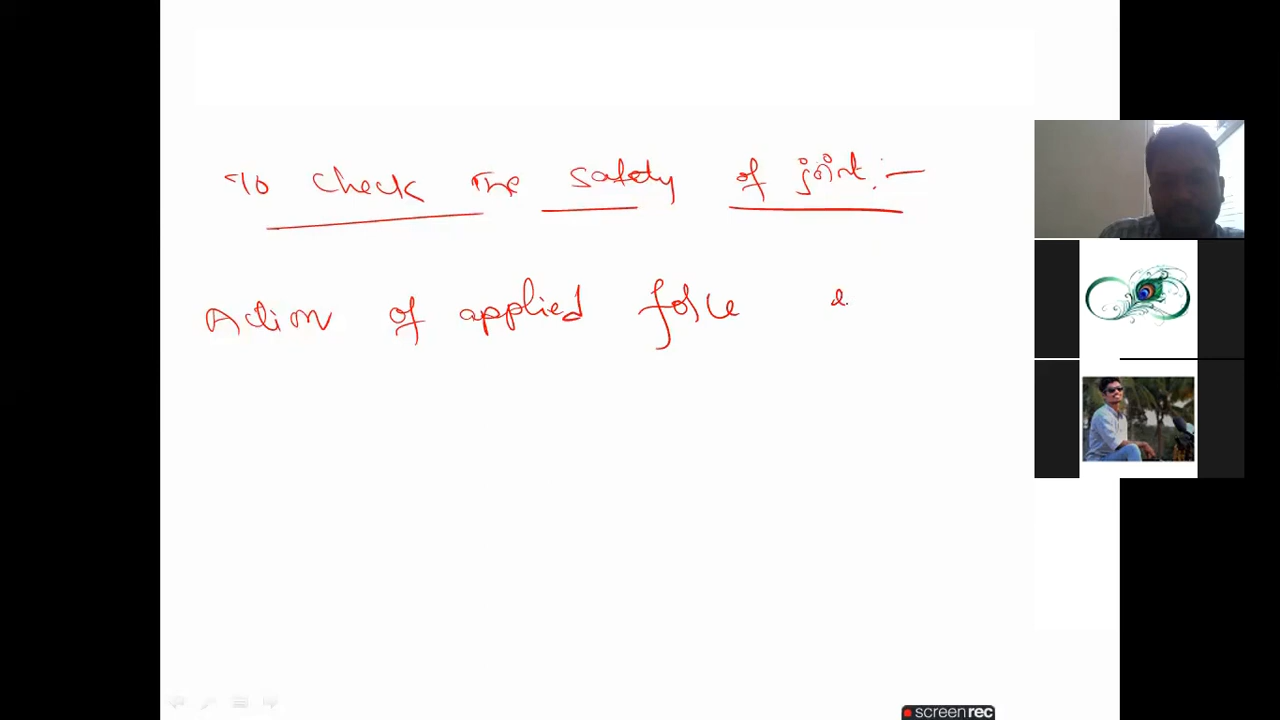 To check the safety of joint:-
Action of applied force &
screenrec